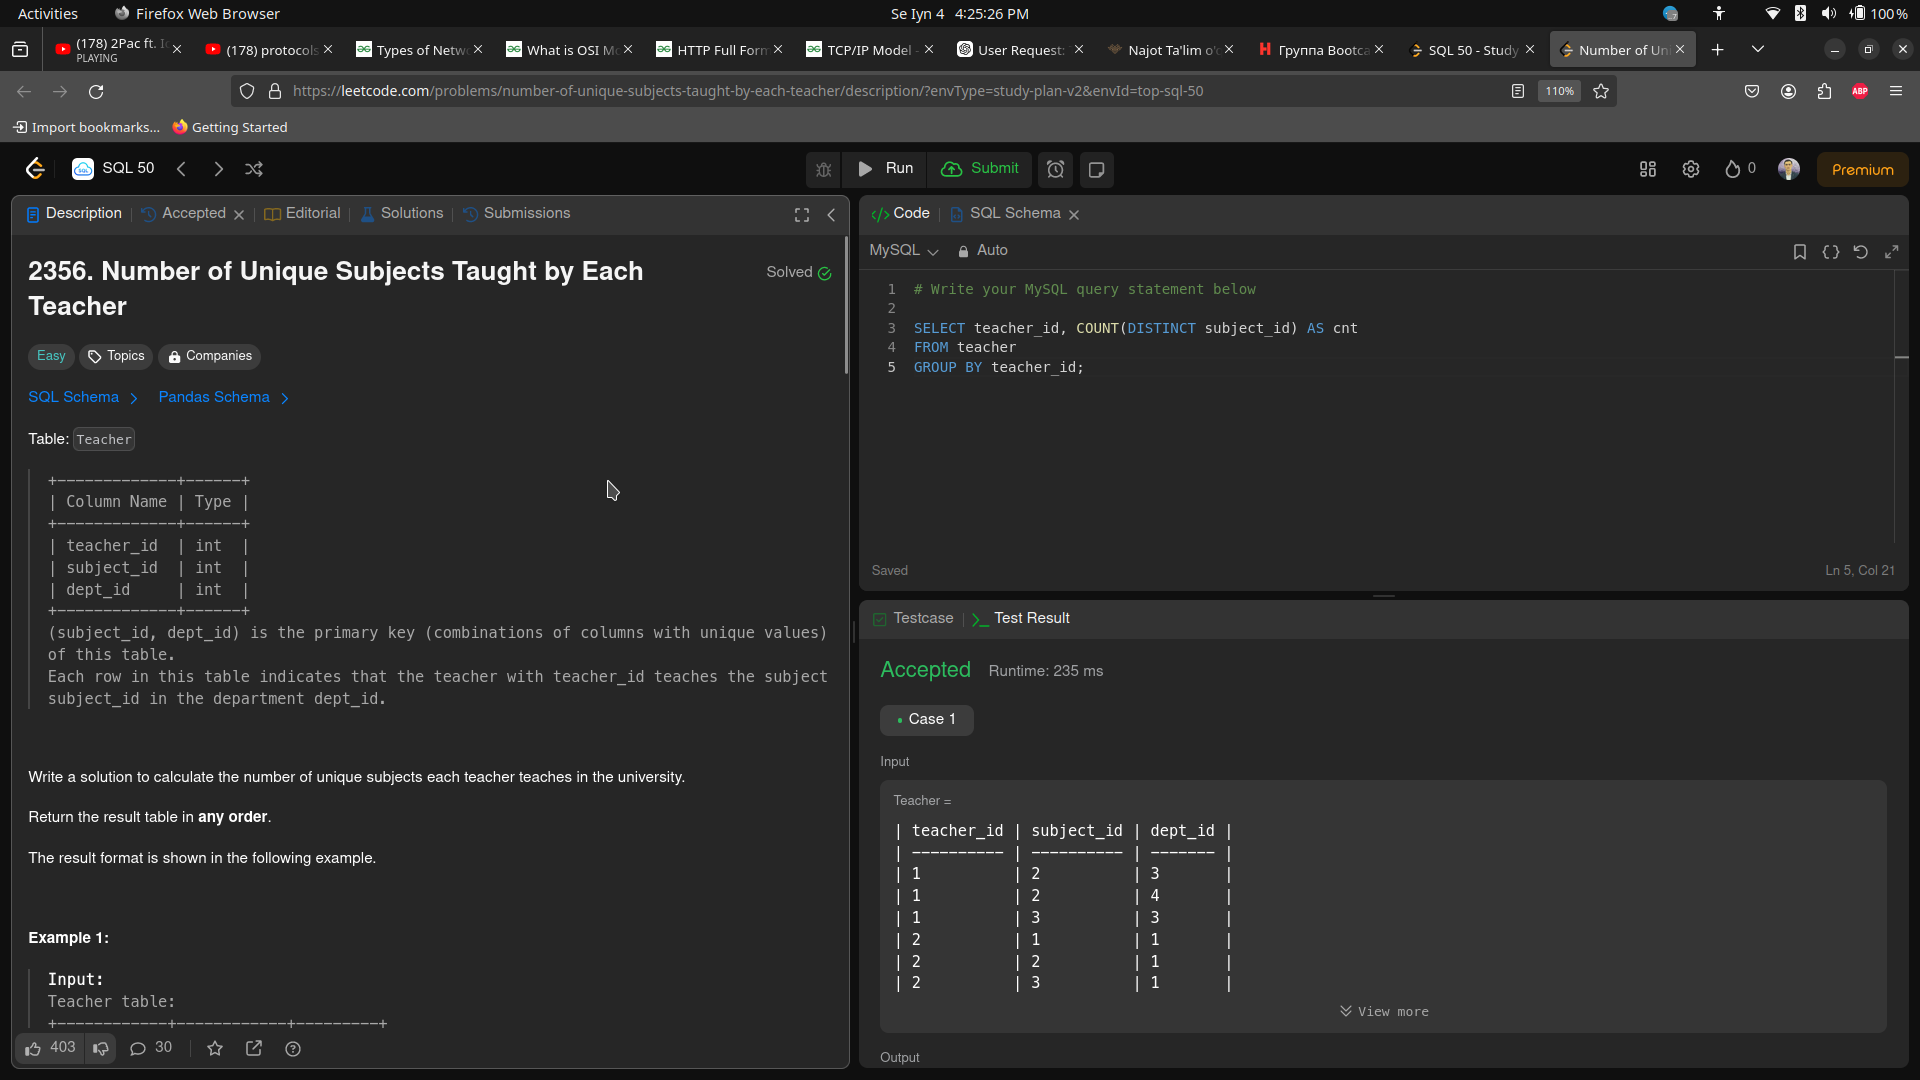 Activities
Firefox Web Browser
Se Iyn 4 4:25:26 PM
100 %
(178) 2Pac ft. I
PLAYING
(178) protocols
Types of Netw
What is OSI Mo
HTTP Full Form
TCP/IP Model -
User Request:
Najot Ta'lim o'
Группа Bootca
SQL 50 - Study
Number of Un
https://leetcode.com/problems/number-of-unique-subjects-taught-by-each-teacher/description/?envType=study-plan-v2&envId=top-sql-50
110%
ABP
Import bookmarks...
Getting Started
SQL 50
Run
Submit
0
Premium
Description
Accepted
Editorial
Solutions
Submissions
2356. Number of Unique Subjects Taught by Each
Teacher
Solved
Easy
Topics
Companies
SQL Schema
Pandas Schema
Table: Teacher
+-------------+------+
| Column Name | Type |
+-------------+------+
| teacher_id  | int  |
| subject_id  | int  |
| dept_id     | int  |
+-------------+------+
(subject_id, dept_id) is the primary key (combinations of columns with unique values)
of this table.
Each row in this table indicates that the teacher with teacher_id teaches the subject
subject_id in the department dept_id.
Write a solution to calculate the number of unique subjects each teacher teaches in the university.
Return the result table in any order.
The result format is shown in the following example.
Example 1:
Input:
Teacher table:
+------------+------------+---------+
403
30
Code
SQL Schema
MySQL
Auto
1 # Write your MySQL query statement below
2
3 SELECT teacher_id, COUNT(DISTINCT subject_id) AS cnt
4 FROM teacher
5 GROUP BY teacher_id;
Saved
Ln 5, Col 21
Testcase
Test Result
Accepted
Runtime: 235 ms
Case 1
Input
Teacher =
| teacher_id | subject_id | dept_id |
| ---------- | ---------- | ------- |
| 1          | 2          | 3       |
| 1          | 2          | 4       |
| 1          | 3          | 3       |
| 2          | 1          | 1       |
| 2          | 2          | 1       |
| 2          | 3          | 1       |
View more
Output